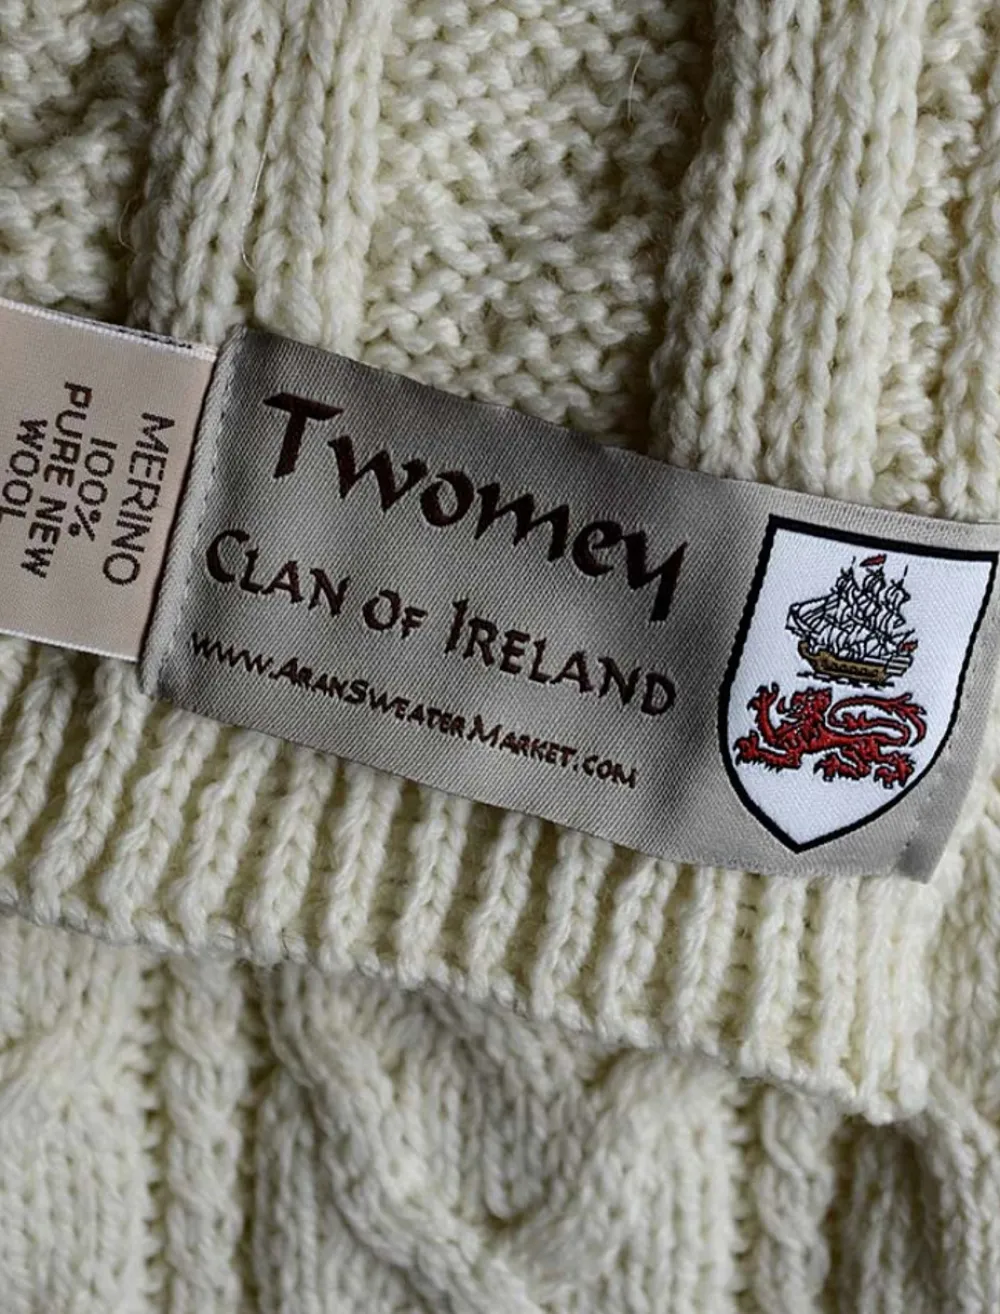 Twomey
Clan of Ireland
www.AranSweaterMarket.com
MERINO
100%
PURE NEW
WOOL